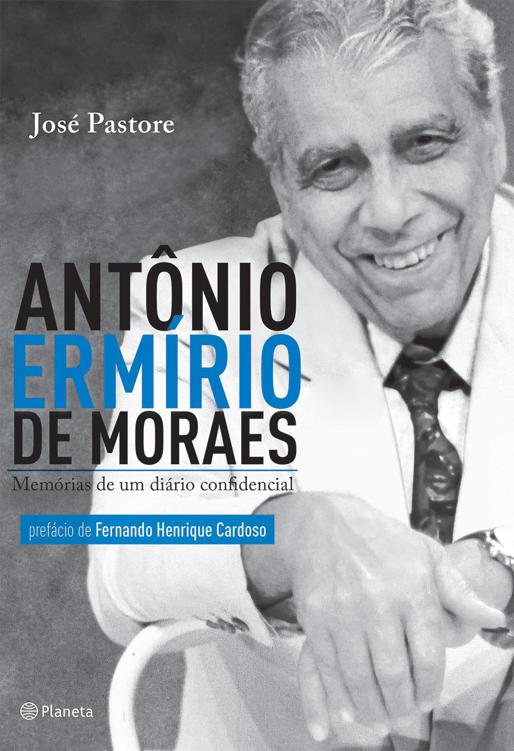 José Pastore
ANTÔNIO
ERMÍRIO
DE MORAES
Memórias de um diário confidencial
prefácio de Fernando Henrique Cardoso
Planeta